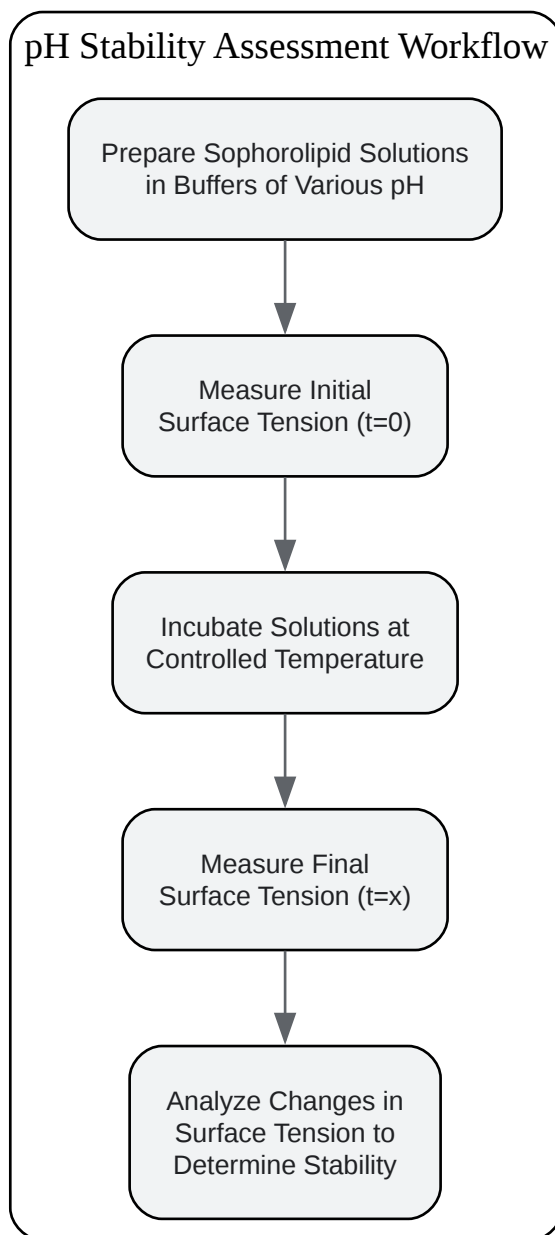 pH Stability Assessment Workflow
Prepare Sophorolipid Solutions
in Buffers of Various pH
Measure Initial
Surface Tension (t=0)
Incubate Solutions at
Controlled Temperature
Measure Final
Surface Tension (t=x)
Analyze Changes in
Surface Tension to
Determine Stability